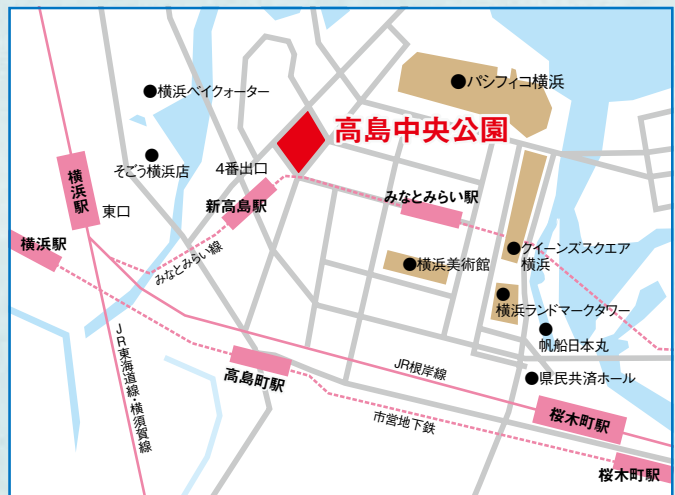 横浜ベイクォーター
パシフィコ横浜
高島中央公園
そごう横浜店
4番出口
横浜駅
東口
新高島駅
みなとみらい駅
横浜駅
みなとみらい線
クイーンズスクエア
横浜
横浜美術館
横浜ランドマークタワー
帆船日本丸
JR東海道線・横須賀線
高島町駅
JR根岸線
県民共済ホール
市営地下鉄
桜木町駅
桜木町駅